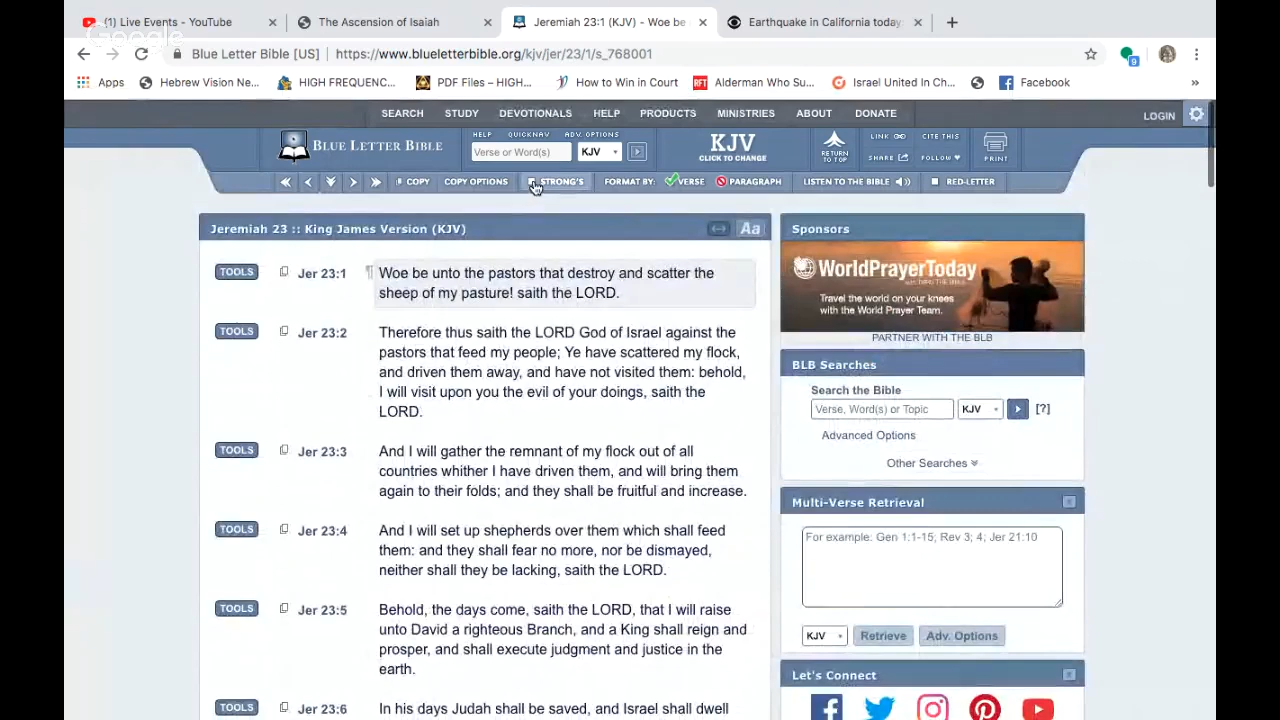 (1) Live Events - YouTube
The Ascension of Isaiah
Jeremiah 23:1 (KJV) - Woe be
Earthquake in California today:
Google
Blue Letter Bible [US]
https://www.blueletterbible.org/kjv/jer/23/1/s_768001
9
Apps
Hebrew Vision Ne...
HIGH FREQUENC...
PDF Files – HIGH...
How to Win in Court
RT
Alderman Who Su...
Israel United In Ch...
Facebook
»
SEARCH
STUDY
DEVOTIONALS
HELP
PRODUCTS
MINISTRIES
ABOUT
DONATE
LOGIN
BLUE LETTER BIBLE
HELP
QUICKNAV
ADV. OPTIONS
Verse or Word(s)
KJV
KJV
CLICK TO CHANGE
RETURN
TO TOP
LINK
CITE THIS
SHARE
FOLLOW
PRINT
COPY
COPY OPTIONS
STRONG'S
FORMAT BY:
VERSE
PARAGRAPH
LISTEN TO THE BIBLE
RED-LETTER
Jeremiah 23 :: King James Version (KJV)
Aa
TOOLS
Jer 23:1
¶
Woe be unto the pastors that destroy and scatter the
sheep of my pasture! saith the LORD.
TOOLS
Jer 23:2
Therefore thus saith the LORD God of Israel against the
pastors that feed my people; Ye have scattered my flock,
and driven them away, and have not visited them: behold,
I will visit upon you the evil of your doings, saith the
LORD.
TOOLS
Jer 23:3
And I will gather the remnant of my flock out of all
countries whither I have driven them, and will bring them
again to their folds; and they shall be fruitful and increase.
TOOLS
Jer 23:4
And I will set up shepherds over them which shall feed
them: and they shall fear no more, nor be dismayed,
neither shall they be lacking, saith the LORD.
TOOLS
Jer 23:5
Behold, the days come, saith the LORD, that I will raise
unto David a righteous Branch, and a King shall reign and
prosper, and shall execute judgment and justice in the
earth.
TOOLS
Jer 23:6
In his days Judah shall be saved, and Israel shall dwell
Sponsors
WorldPrayerToday
Travel the world on your knees
with the World Prayer Team.
PARTNER WITH THE BLB
BLB Searches
Search the Bible
Verse, Word(s) or Topic
KJV
[?]
Advanced Options
Other Searches
Multi-Verse Retrieval
For example: Gen 1:1-15; Rev 3; 4; Jer 21:10
KJV
Retrieve
Adv. Options
Let's Connect